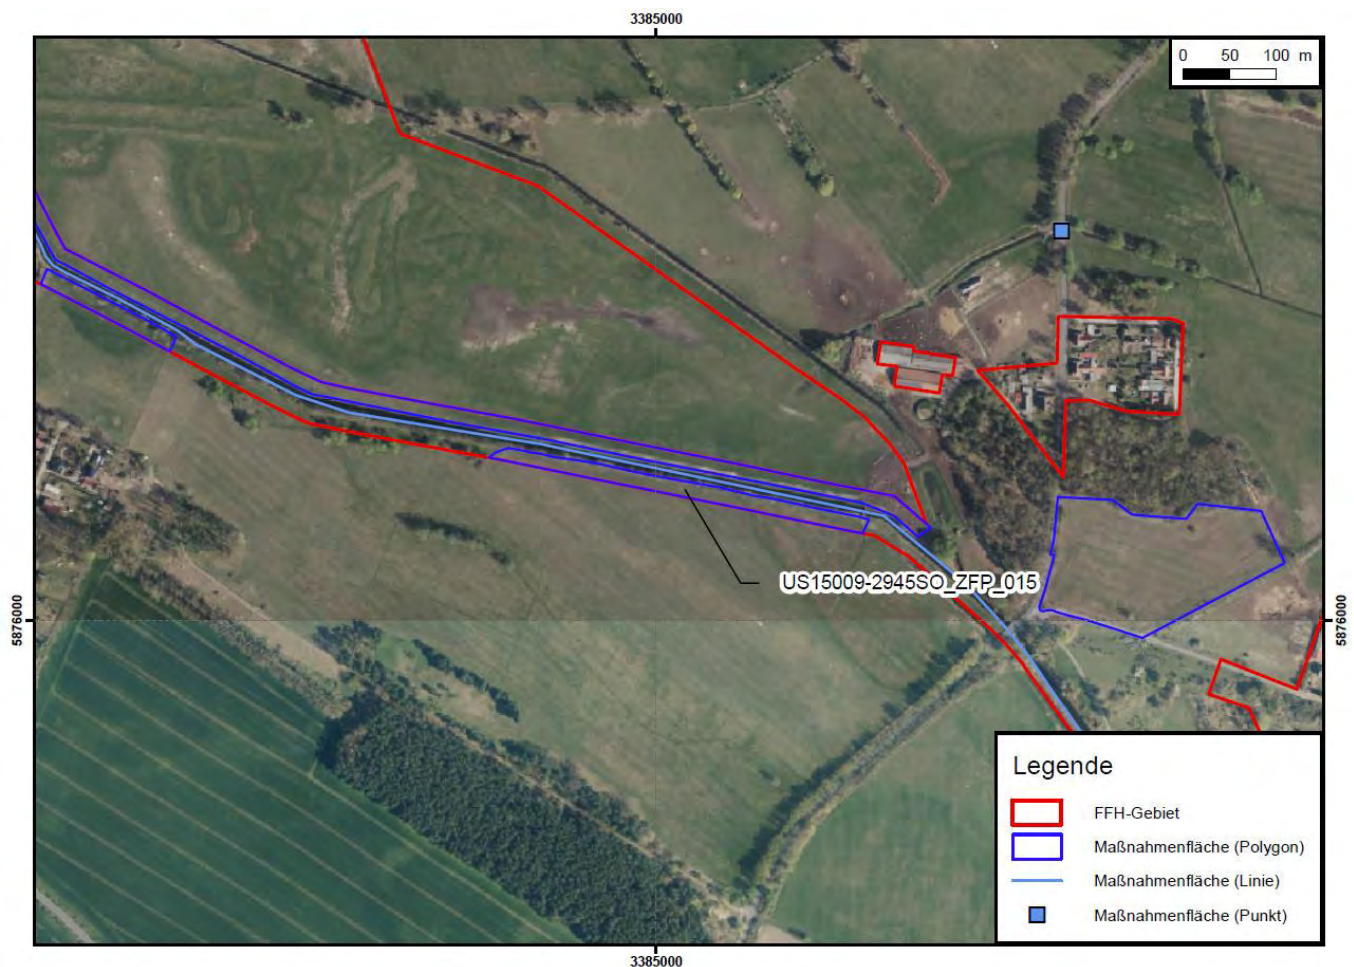 3385000
0 50 100 m
US15009-2945SO_ZFP_015
5876000
5876000
Legende
FFH-Gebiet
Maßnahmenfläche (Polygon)
Maßnahmenfläche (Linie)
Maßnahmenfläche (Punkt)
3385000